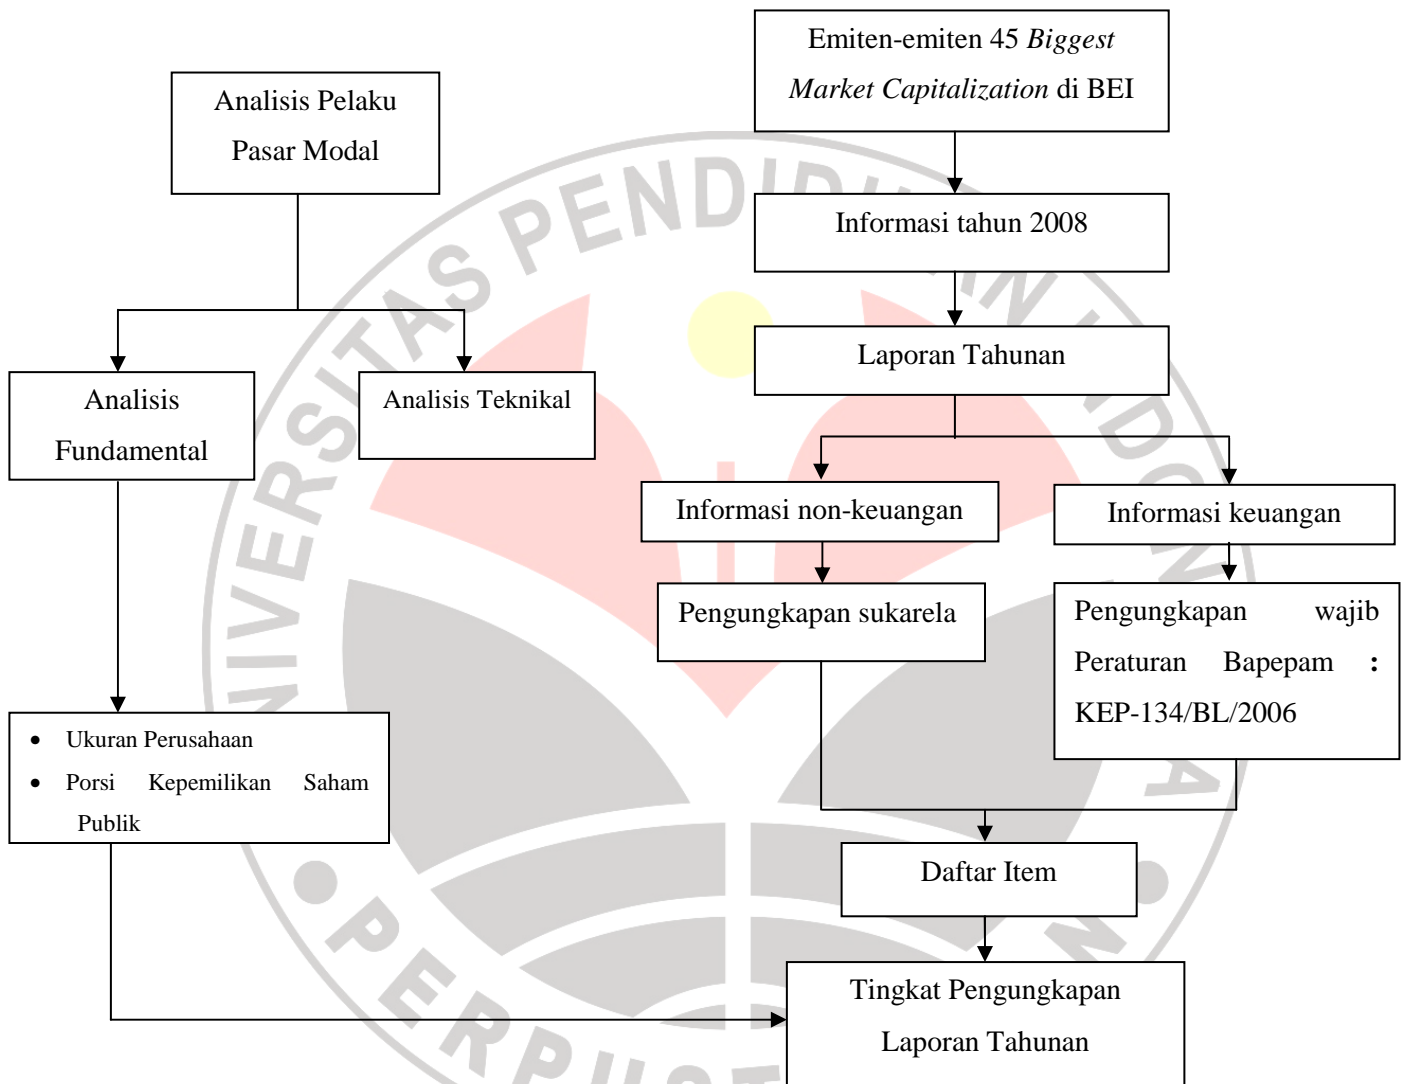 Emiten-emiten 45 Biggest
Market Capitalization di BEI
Analisis Pelaku
Pasar Modal
Informasi tahun 2008
Laporan Tahunan
Analisis
Fundamental
Analisis Teknikal
Informasi non-keuangan
Informasi keuangan
Pengungkapan sukarela
Pengungkapan wajib
Peraturan Bapepam :
KEP-134/BL/2006
• Ukuran Perusahaan
• Porsi Kepemilikan Saham
Publik
Daftar Item
Tingkat Pengungkapan
Laporan Tahunan